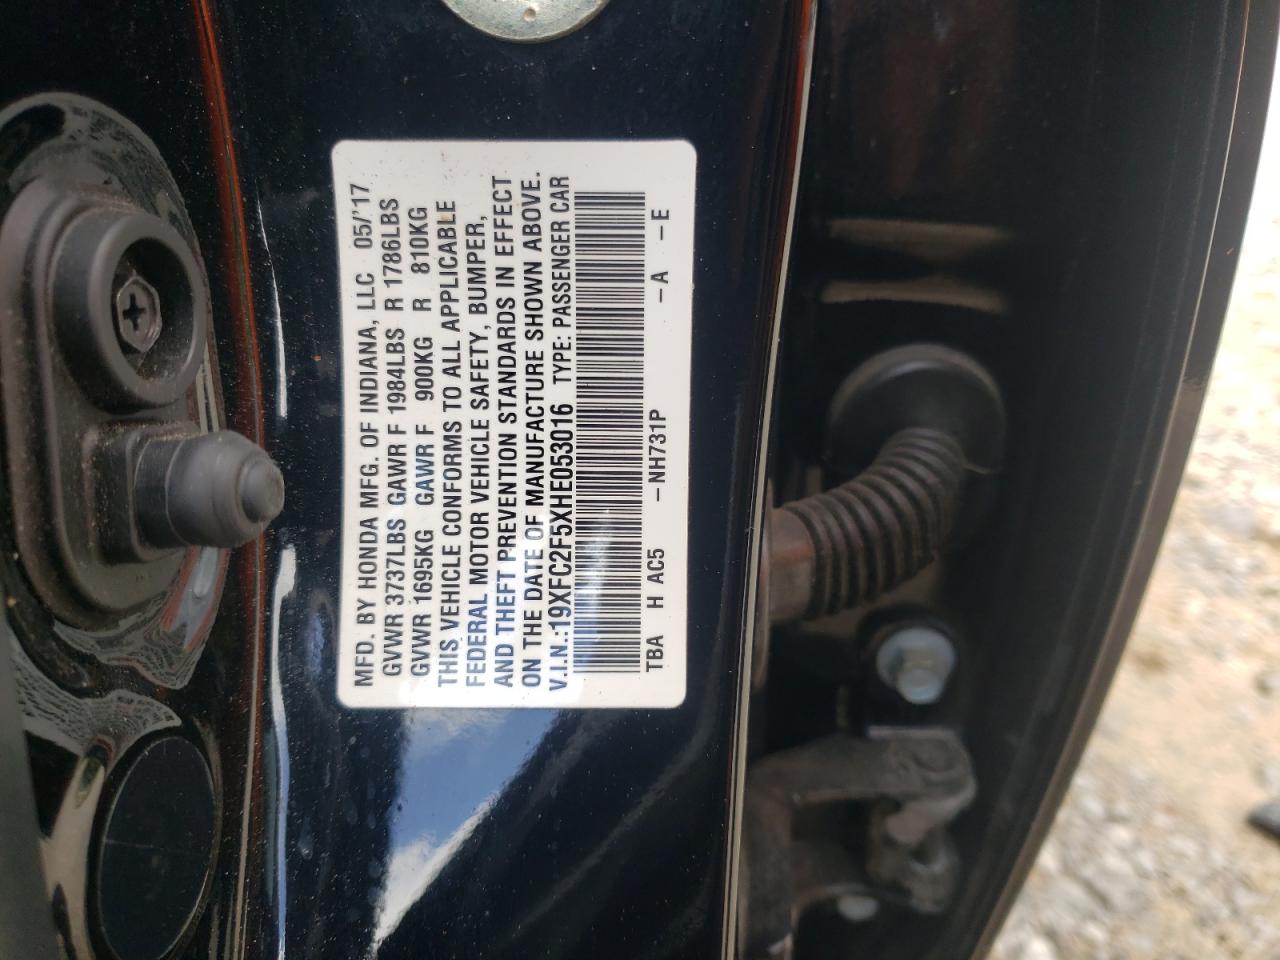 MFD. BY HONDA MFG. OF INDIANA, LLC 05/'17
GVWR 3737LBS GAWR F 1984LBS R 1786LBS
GVWR 1695KG GAWR F 900KG R 810KG
THIS VEHICLE CONFORMS TO ALL APPLICABLE
FEDERAL MOTOR VEHICLE SAFETY, BUMPER,
AND THEFT PREVENTION STANDARDS IN EFFECT
ON THE DATE OF MANUFACTURE SHOWN ABOVE.
V.I.N.:19XFC2F5XHE053016 TYPE: PASSENGER CAR
TBA H AC5 -NH731P -A -E